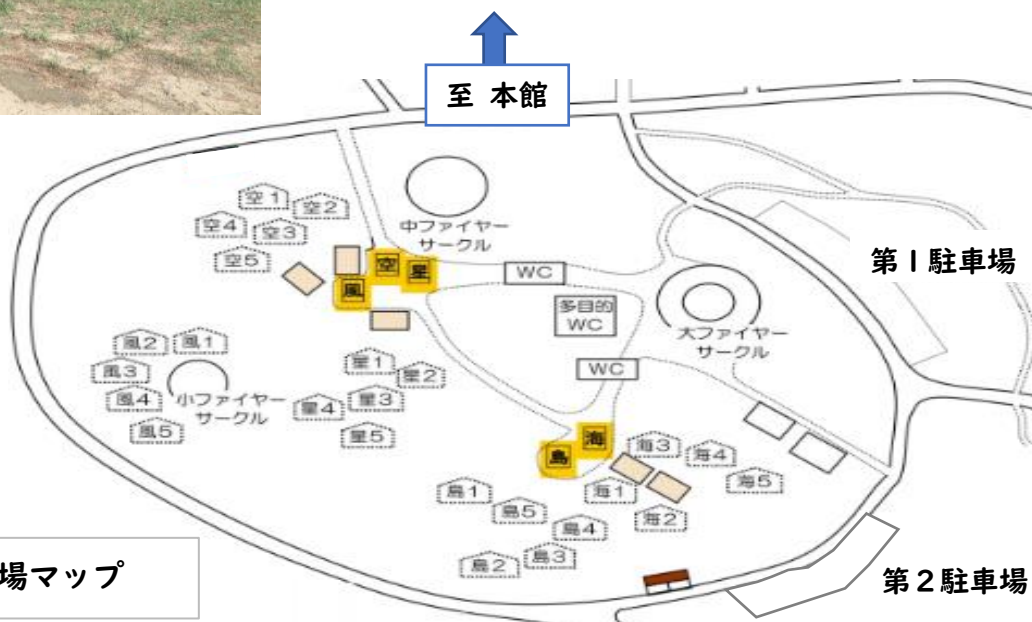 至 本館
空1
空2
空4
空3
空5
中ファイヤー
サークル
空
星
風
WC
多目的
WC
WC
大ファイヤー
サークル
第1駐車場
風2
風1
風3
風4
風5
小ファイヤー
サークル
星1
星2
星3
星4
星5
海
島
海3
海4
海5
海1
海2
島1
島5
島4
島3
島2
場マップ
第2駐車場